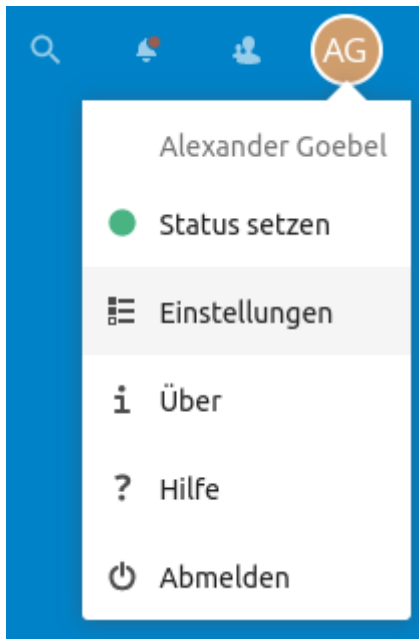 AG
Alexander Goebel
Status setzen
Einstellungen
Über
Hilfe
Abmelden